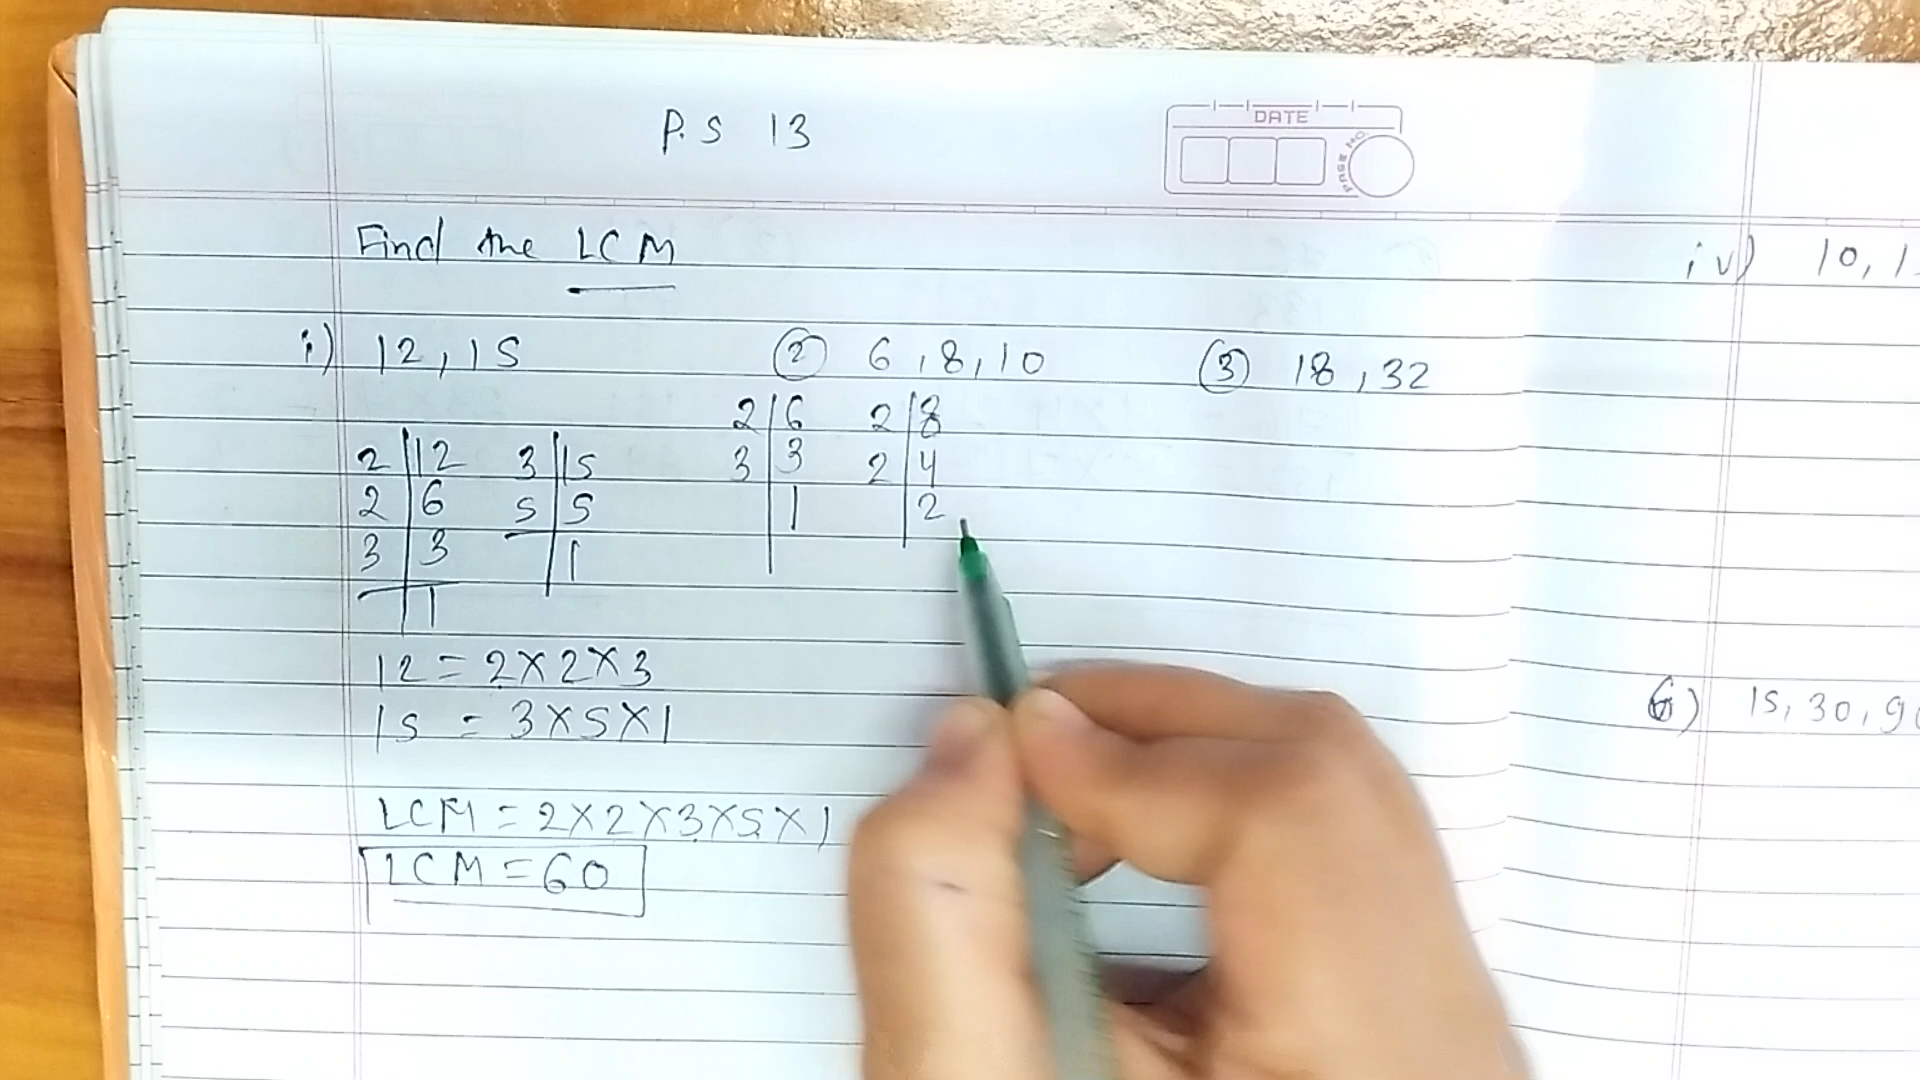 P.S 13
DATE
PAGE NO.
Find the LCM
i) 12, 15
② 6, 8, 10
③ 18, 32
iv) 10, 1
2 | 12
2 | 6
3 | 3
1
3 | 15
5 | 5
1
2 | 6
3 | 3
1
2 | 8
2 | 4
2
12 = 2×2×3
15 = 3×5×1
LCM = 2×2×3×5×1
LCM = 60
6) 15, 30, 90